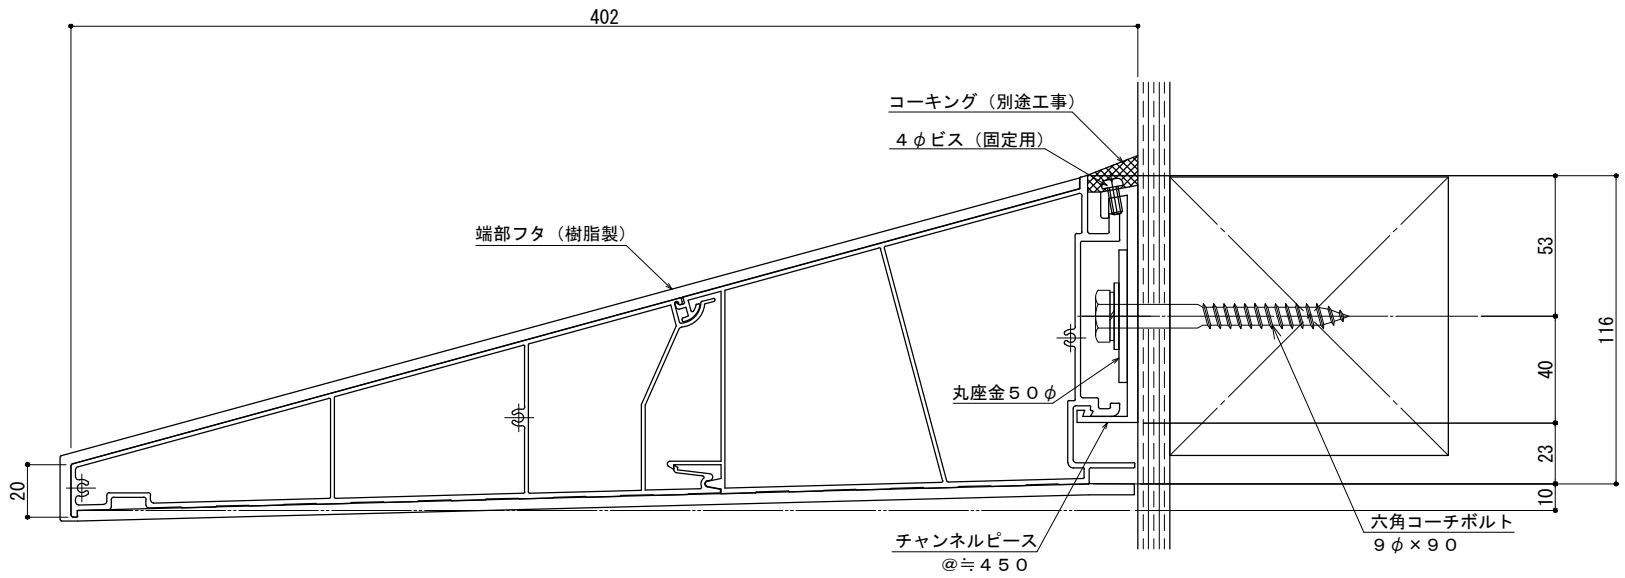 402
コーキング（別途工事）
４φビス（固定用）
端部フタ（樹脂製）
53
116
40
丸座金５０φ
23
20
10
六角コーチボルト
９φ×９０
チャンネルピース
＠≒４５０